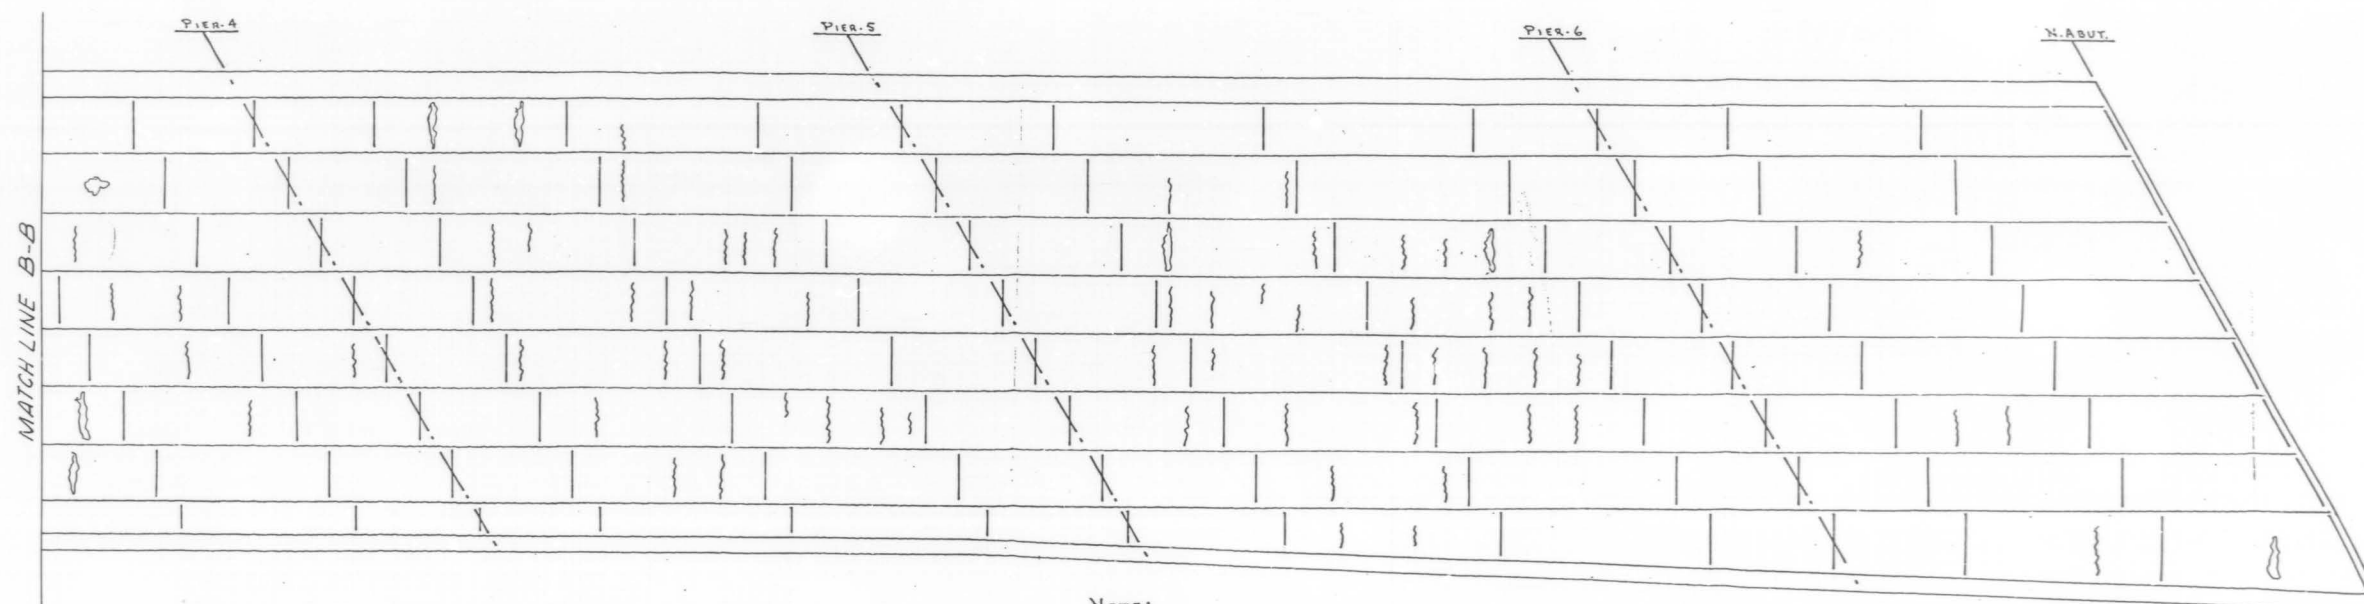 PIER-4
PIER-5
PIER-6
N. ABUT.
MATCH LINE B-B